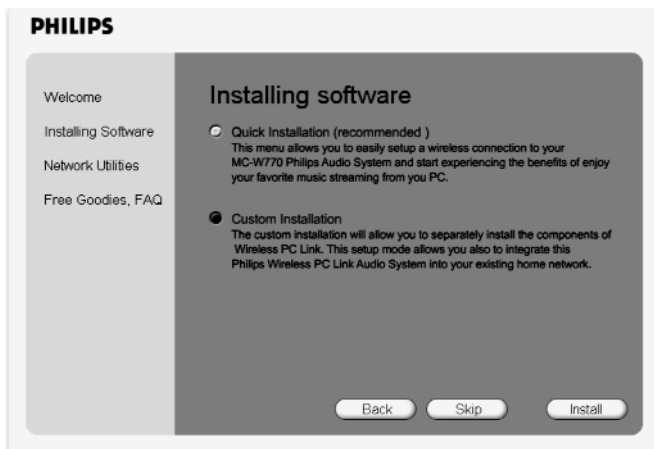 PHILIPS
Welcome
Installing Software
Network Utilities
Free Goodies, FAQ
Installing software
Quick Installation (recommended )
This menu allows you to easily setup a wireless connection to your
MC-W770 Philips Audio System and start experiencing the benefits of enjoy
your favorite music streaming from you PC.
Custom Installation
The custom installation will allow you to separately install the components of
Wireless PC Link. This setup mode allows you also to integrate this
Philips Wireless PC Link Audio System into your existing home network.
Back
Skip
Install